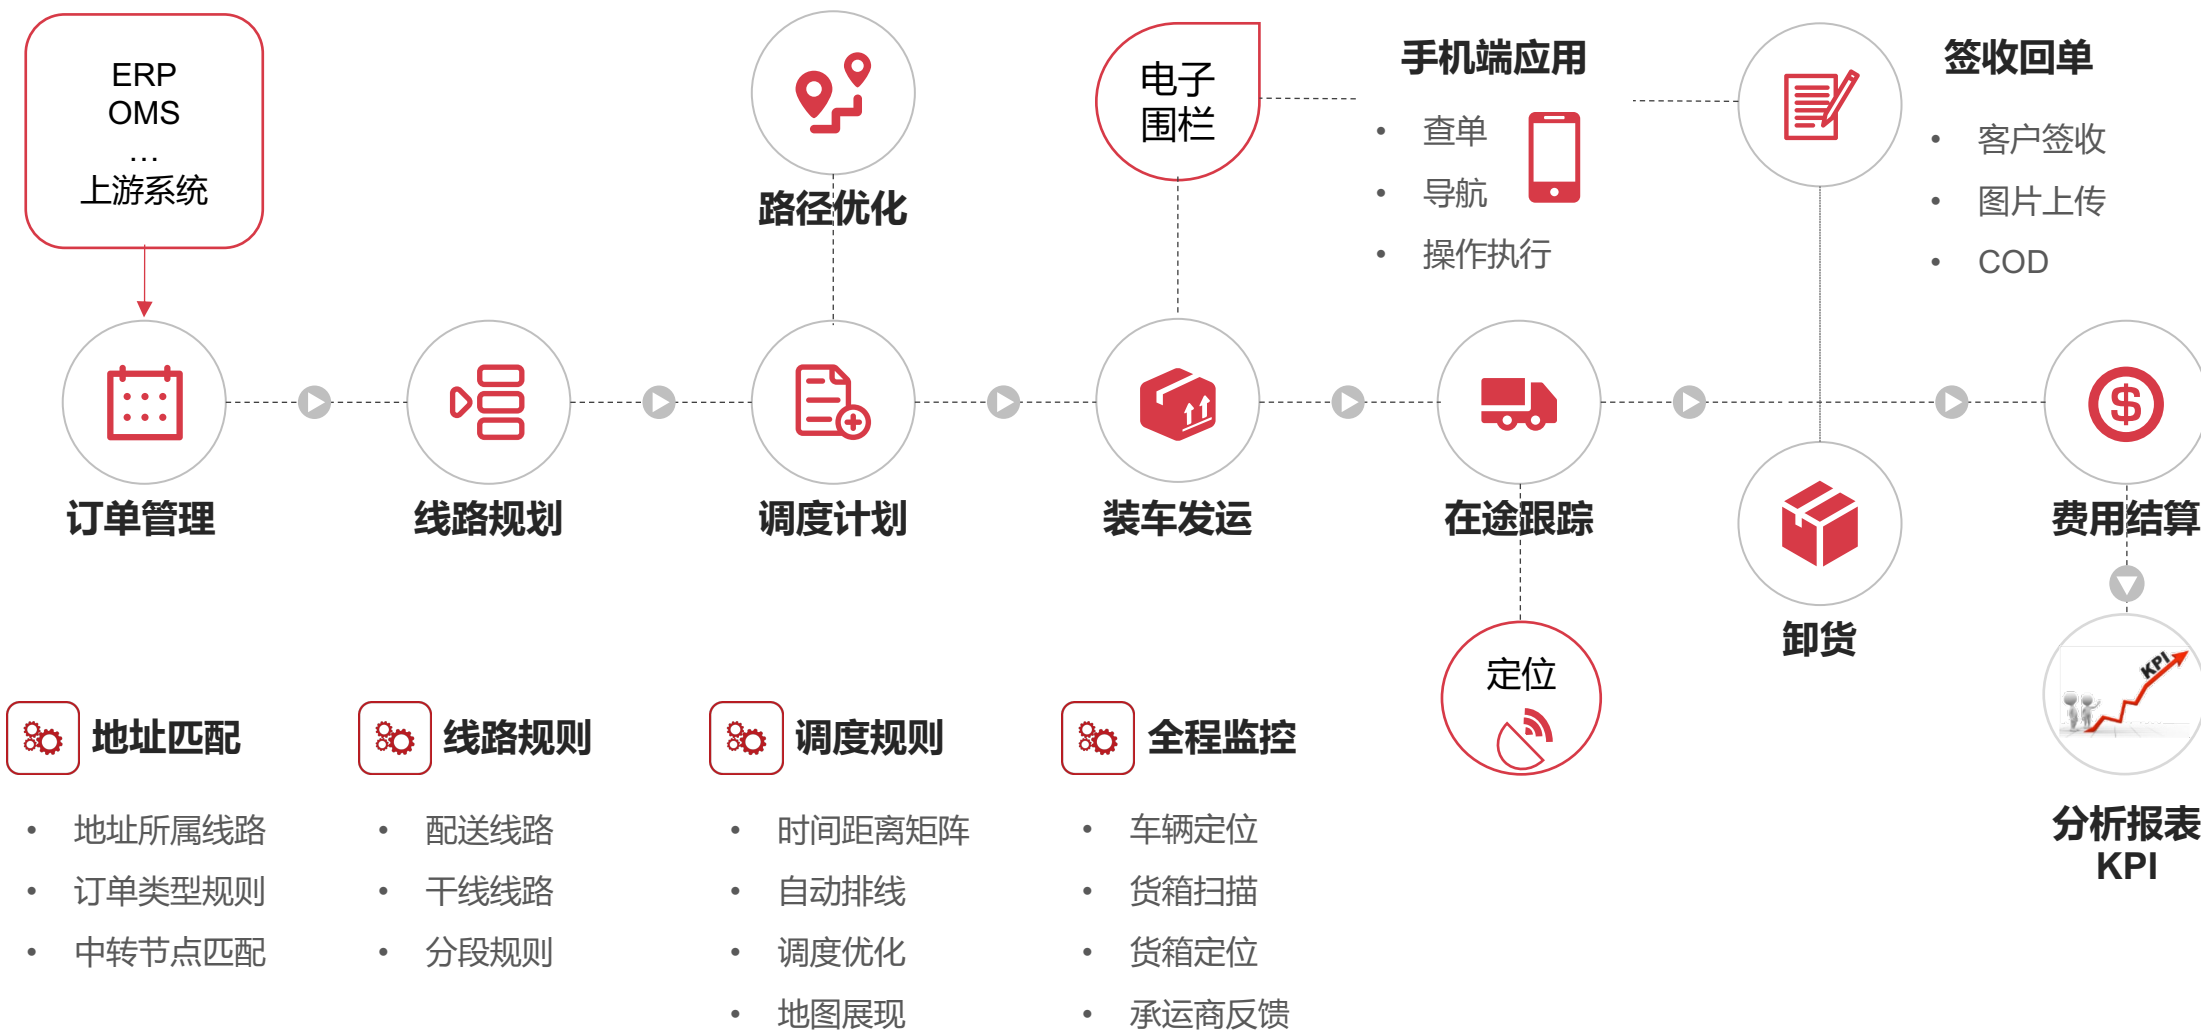 ERP
OMS
…
上游系统
路径优化
电子
围栏
手机端应用
• 查单
• 导航
• 操作执行
签收回单
• 客户签收
• 图片上传
• COD
订单管理
线路规划
调度计划
装车发运
在途跟踪
卸货
$
费用结算
定位
KPI
分析报表
KPI
地址匹配
• 地址所属线路
• 订单类型规则
• 中转节点匹配
线路规则
• 配送线路
• 干线线路
• 分段规则
调度规则
• 时间距离矩阵
• 自动排线
• 调度优化
• 地图展现
全程监控
• 车辆定位
• 货箱扫描
• 货箱定位
• 承运商反馈